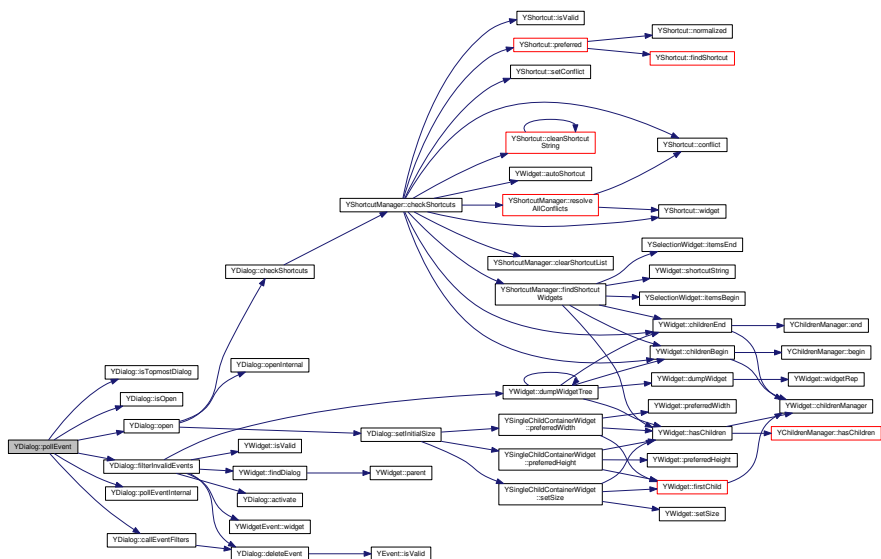 YShortcut::isValid
YShortcut::preferred
YShortcut::normalized
YShortcut::findShortcut
YShortcut::setConflict
YShortcut::cleanShortcut
String
YShortcut::conflict
YWidget::autoShortcut
YShortcutManager::checkShortcuts
YShortcutManager::resolve
AllConflicts
YShortcut::widget
YShortcutManager::clearShortcutList
YSelectionWidget::itemsEnd
YWidget::shortcutString
YDialog::checkShortcuts
YShortcutManager::findShortcut
Widgets
YSelectionWidget::itemsBegin
YWidget::childrenEnd
YChildrenManager::end
YWidget::childrenBegin
YChildrenManager::begin
YDialog::isTopmostDialog
YDialog::openInternal
YWidget::dumpWidget
YWidget::widgetRep
YWidget::dumpWidgetTree
YDialog::isOpen
YWidget::preferredWidth
YWidget::childrenManager
YDialog::open
YDialog::setInitialSize
YSingleChildContainerWidget
::preferredWidth
YWidget::hasChildren
YChildrenManager::hasChildren
YDialog::pollEvent
YWidget::isValid
YSingleChildContainerWidget
::preferredHeight
YWidget::preferredHeight
YDialog::filterInvalidEvents
YWidget::findDialog
YWidget::parent
YWidget::firstChild
YDialog::pollEventInternal
YDialog::activate
YSingleChildContainerWidget
::setSize
YWidget::setSize
YWidgetEvent::widget
YDialog::callEventFilters
YDialog::deleteEvent
YEvent::isValid